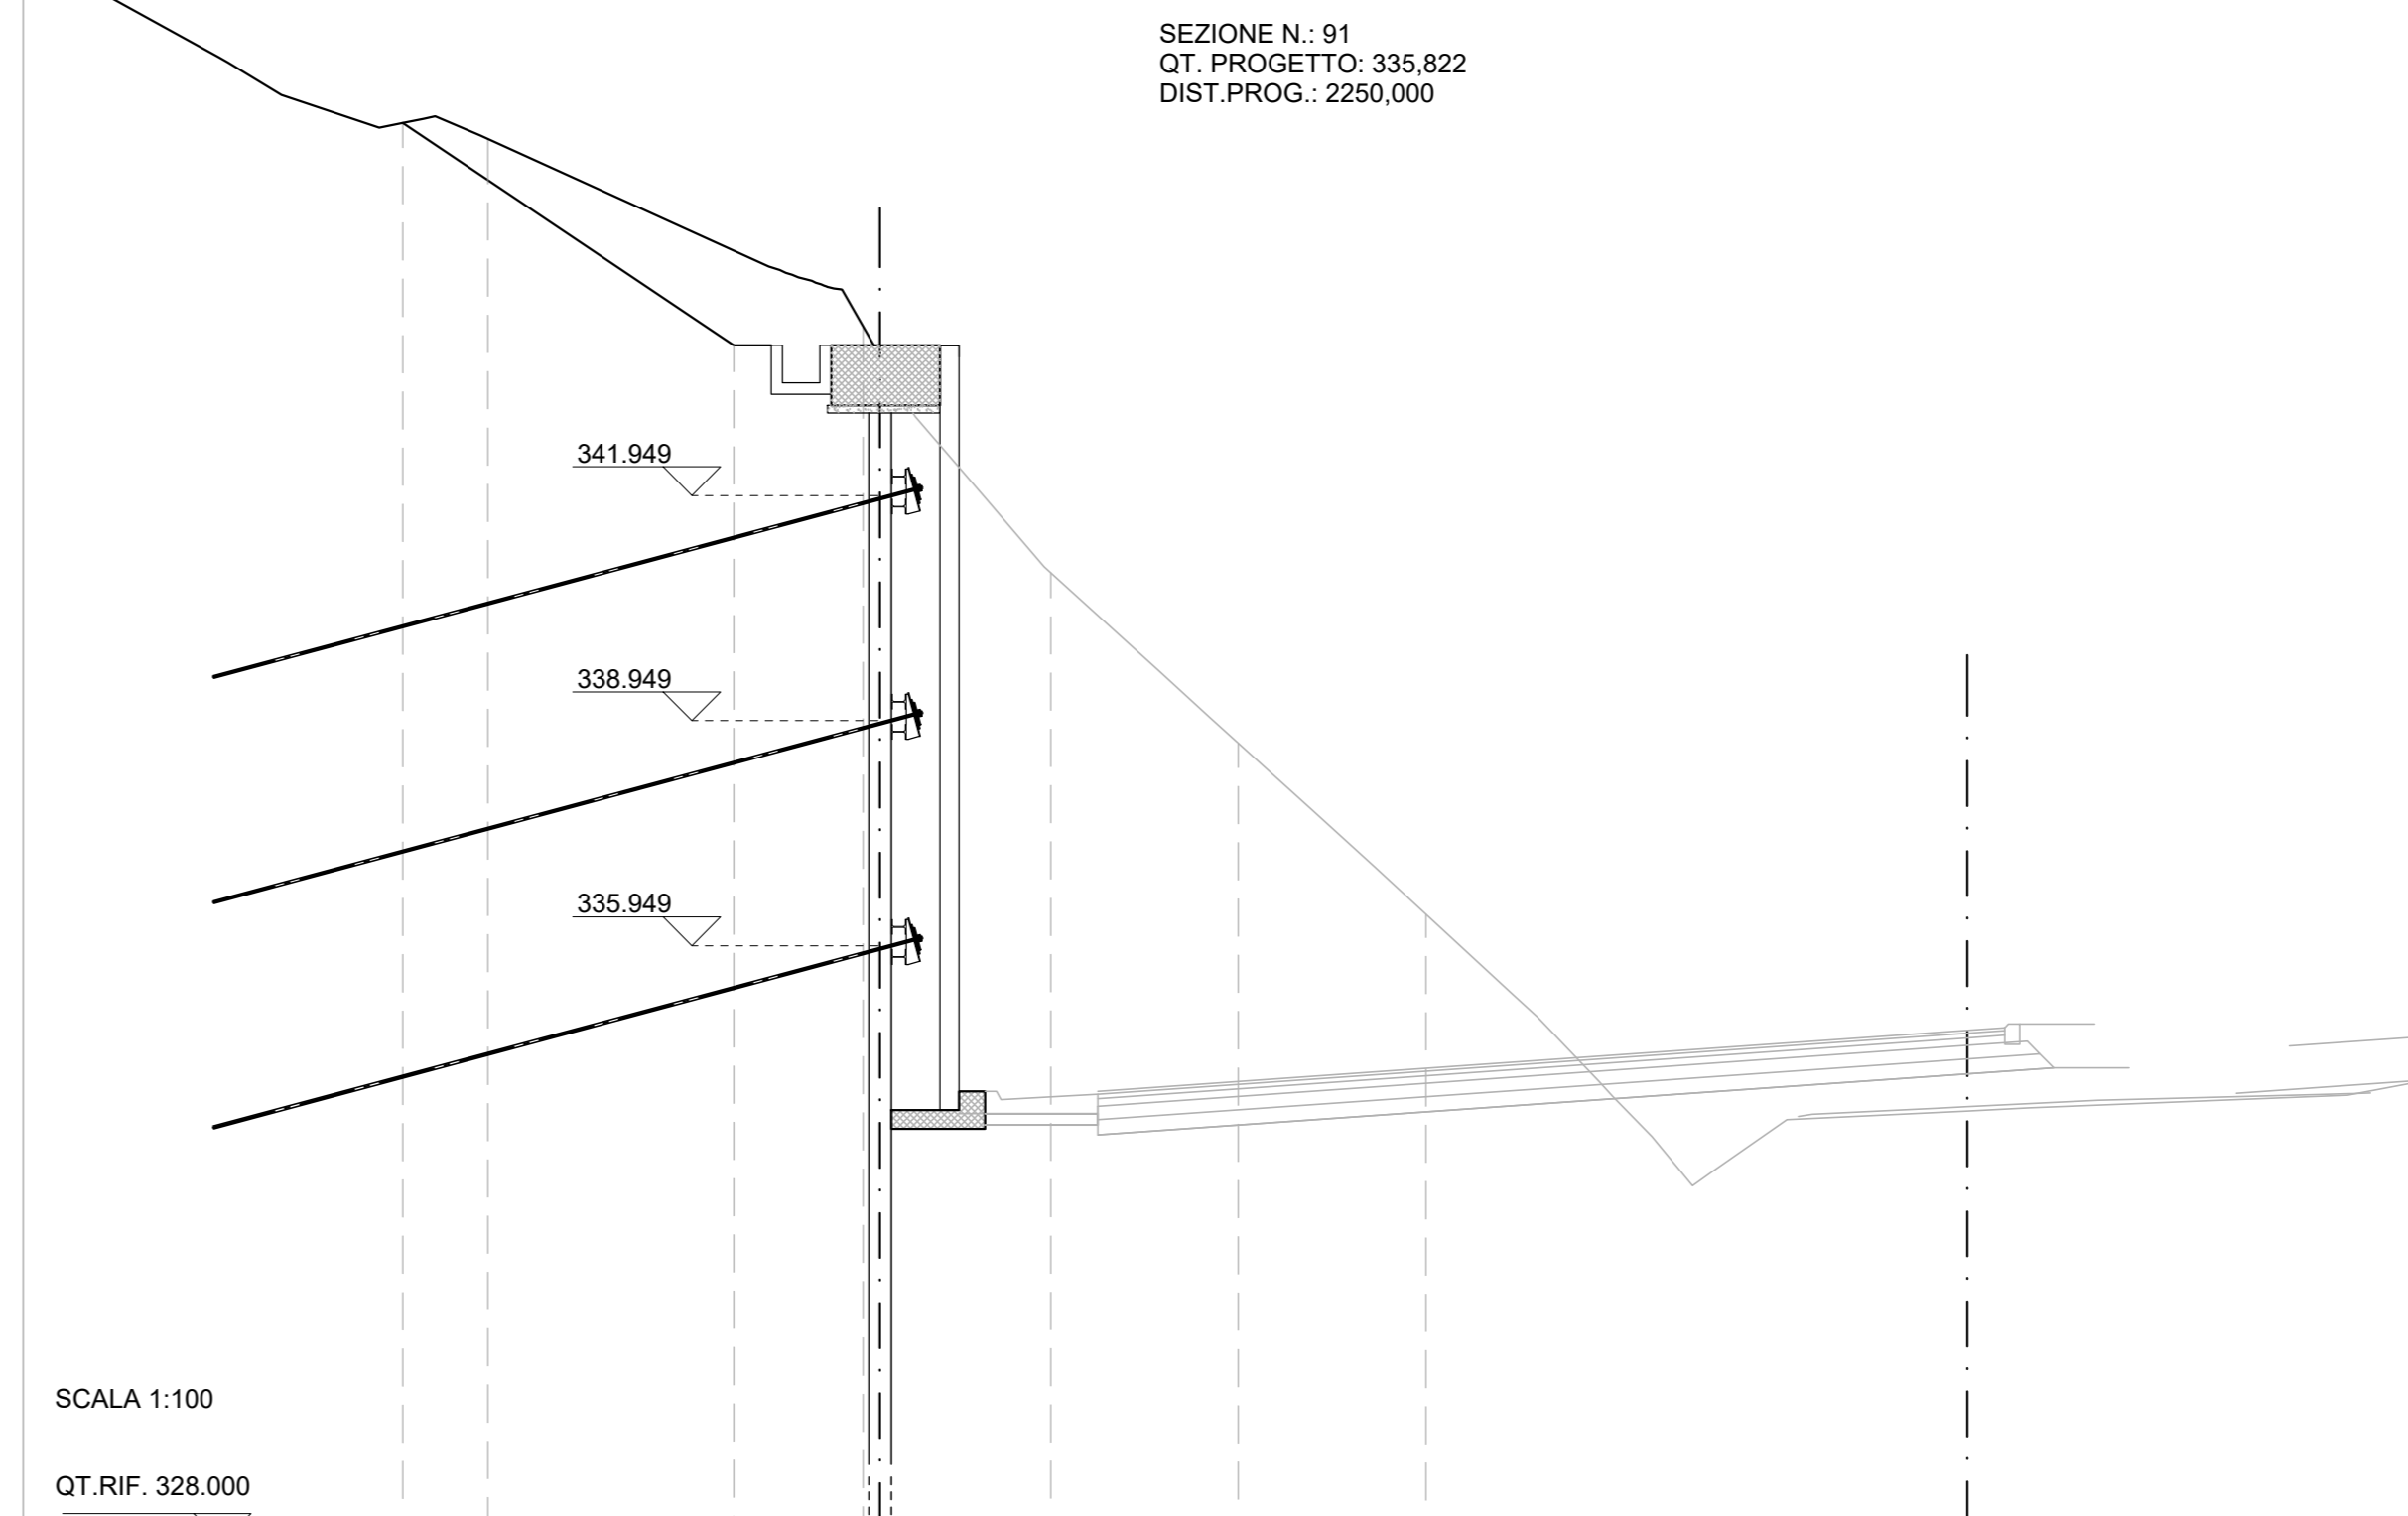 SEZIONE N.: 91
QT. PROGETTO: 335,822
DIST.PROG.: 2250,000
341.949
338.949
335.949
SCALA 1:100
QT.RIF. 328.000